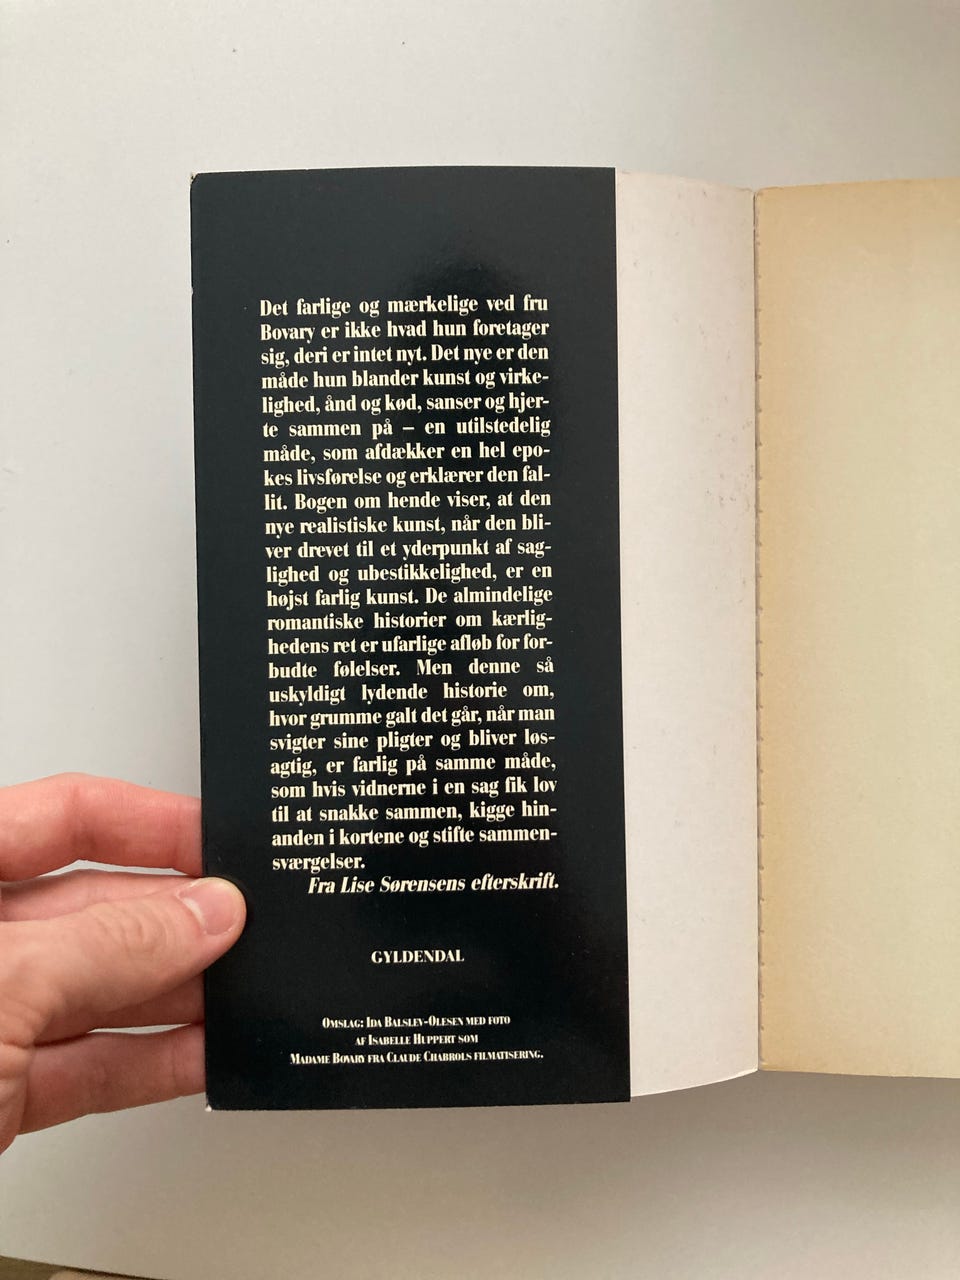 Det farlige og mærkelige ved fru
Bovary er ikke hvad hun foretager
sig, deri er intet nyt. Det nye er den
måde hun blander kunst og virke-
lighed, ånd og kød, sanser og hjer-
te sammen på – en utilstedelig
måde, som afdækker en hel epo-
kes livsførelse og erklærer den fal-
lit. Bogen om hende viser, at den
nye realistiske kunst, når den bli-
ver drevet til et yderpunkt af sag-
lighed og ubestikkelighed, er en
højst farlig kunst. De almindelige
romantiske historier om kærlig-
hedens ret er ufarlige afløb for for-
budte følelser. Men denne så
uskyldigt lydende historie om,
hvor grumme galt det går, når man
svigter sine pligter og bliver løs-
agtig, er farlig på samme måde,
som hvis vidnerne i en sag fik lov
til at snakke sammen, kigge hin-
anden i kortene og stifte sammen-
sværgelser.
Fra Lise Sørensens efterskrift.
GYLDENDAL
Omslag: Ida Balslev-Olesen med foto
af Isabelle Huppert som
Madame Bovary fra Claude Chabrols filmatisering.